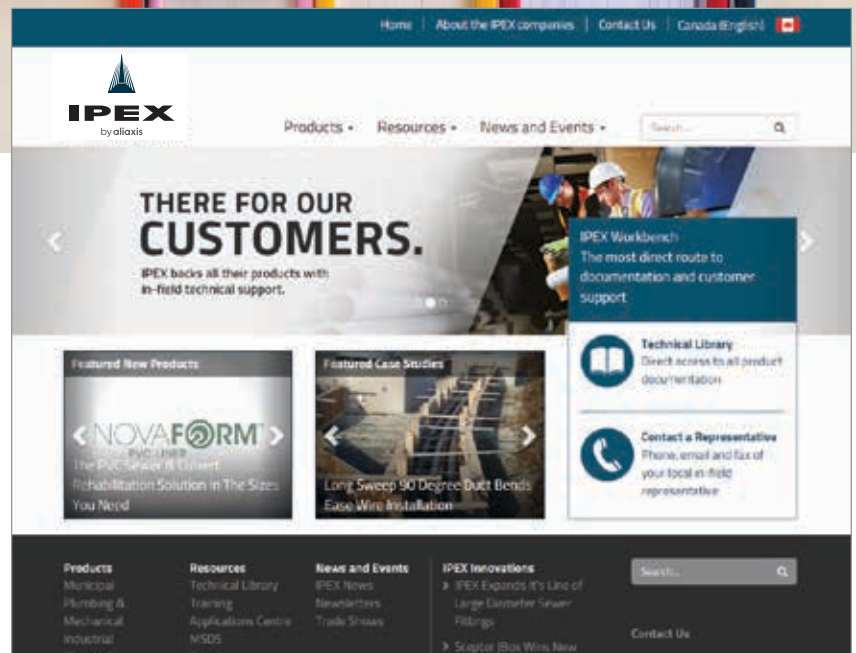 Home | About the IPEX companies | Contact Us | Canada (English)
IPEX
by aliaxis
Products
Resources
News and Events
Search...
THERE FOR OUR
CUSTOMERS.
IPEX backs all their products with
in-field technical support.
IPEX Workbench
The most direct route to
documentation and customer
support
Technical Library
Direct access to all product
documentation
Contact a Representative
Phone, email and fax of
your local in-field
representative
Featured New Products
NOVAFORM™
PVC LINER
The PVC Sewer & Culvert
Rehabilitation Solution In The Sizes
You Need
Featured Case Studies
Long Sweep 90 Degree Duct Bends
Ease Wire Installation
Products
Municipal
Plumbing &
Mechanical
Industrial
Resources
Technical Library
Training
Applications Centre
MSDS
News and Events
IPEX News
Newsletters
Trade Shows
IPEX Innovations
> IPEX Expands it's Line of
Large Diameter Sewer
Fittings
> Scepter JBox Wins New
Search...
Contact Us